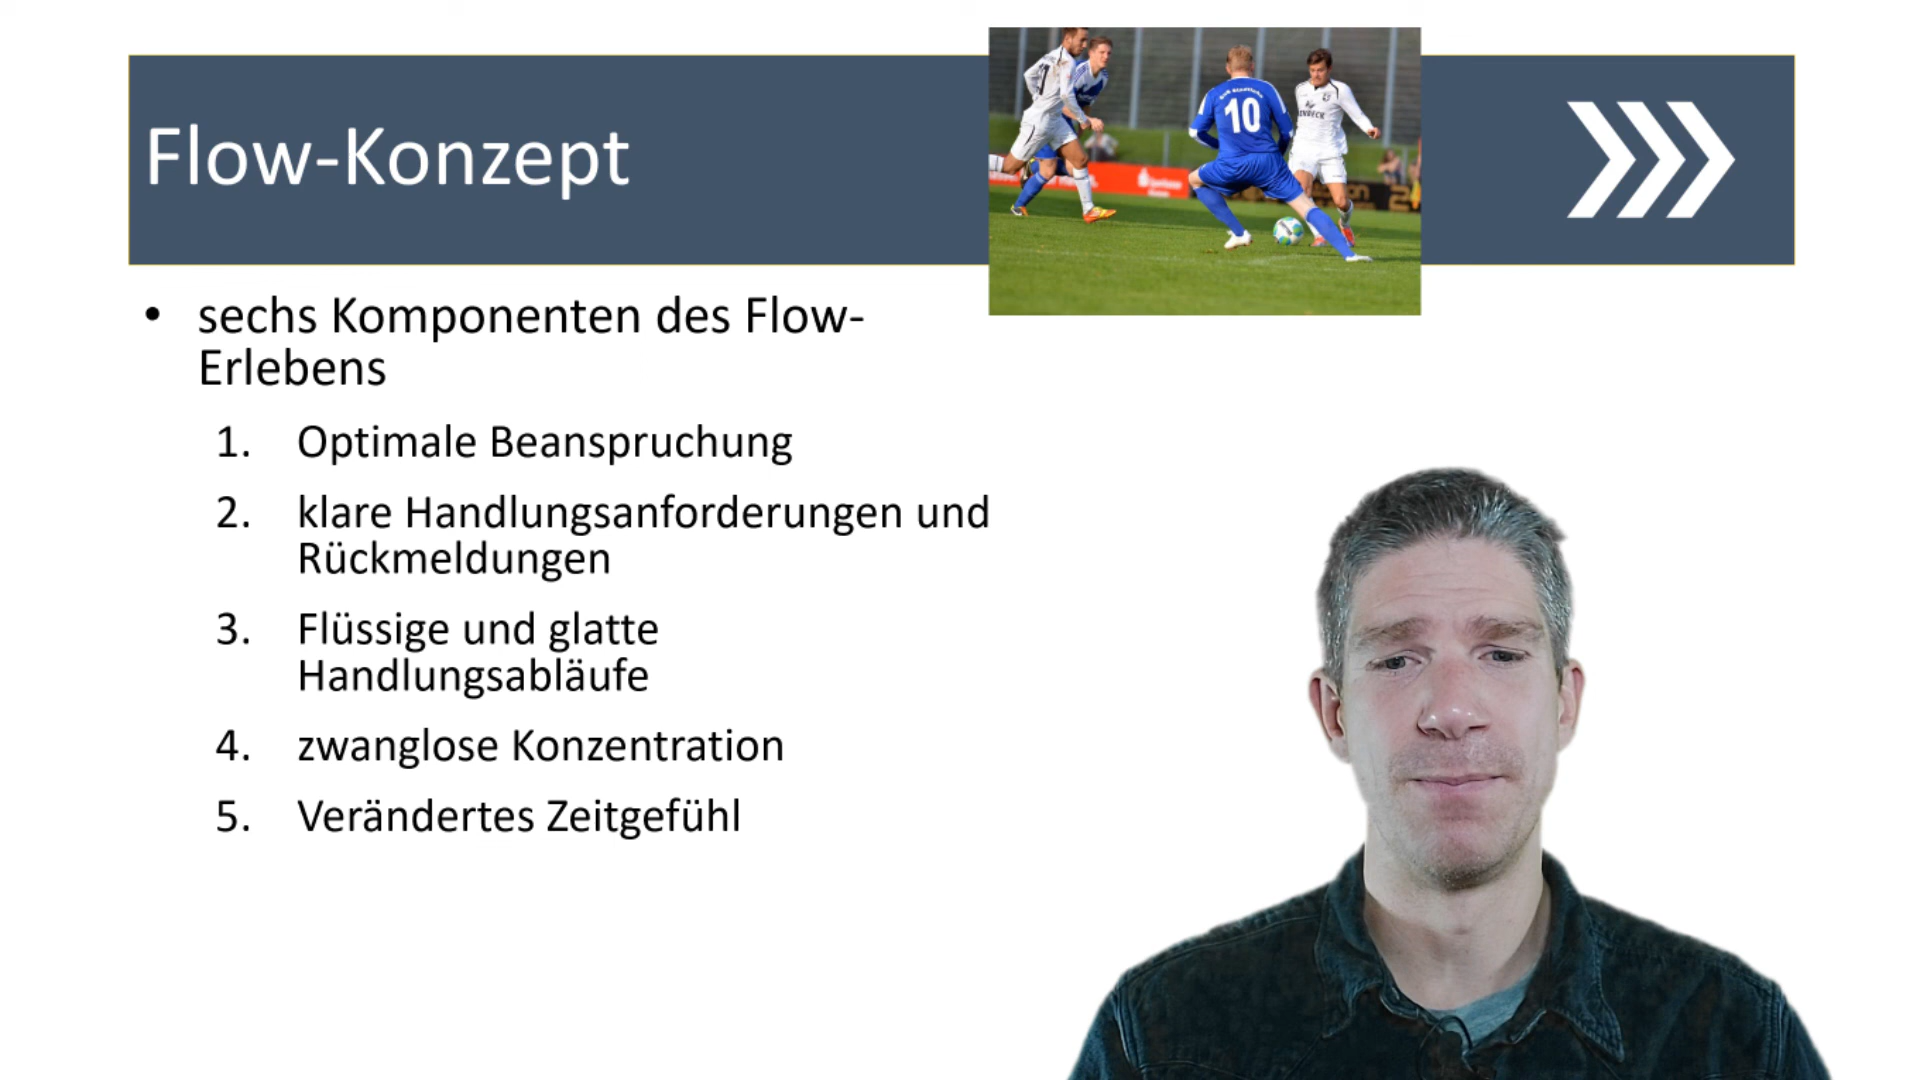 Flow-Konzept
10
• sechs Komponenten des Flow-
Erlebens
1. Optimale Beanspruchung
2. klare Handlungsanforderungen und
Rückmeldungen
3. Flüssige und glatte
Handlungsabläufe
4. zwanglose Konzentration
5. Verändertes Zeitgefühl